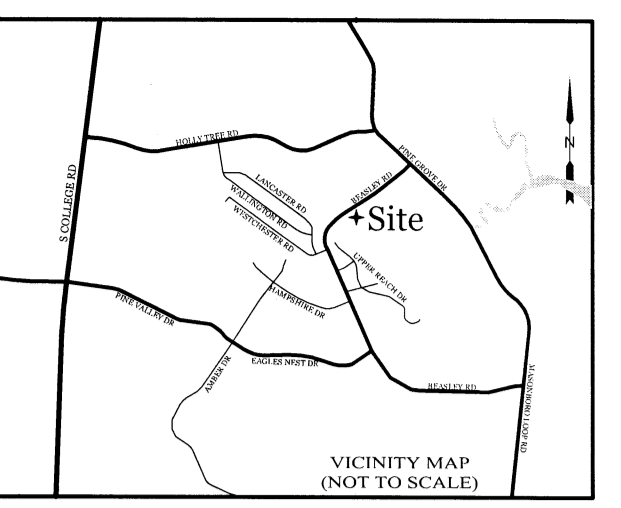 HOLLY TREE RD
PINE GROVE DR
N
S COLLEGE RD
LANCASTER RD
BEASLEY RD
WALLINGTON RD
WESTCHESTER RD
Site
UPPER REACH DR
HAMPSHIRE DR
PINE VALLEY DR
EAGLES NEST DR
AMBER DR
BEASLEY RD
MASONBORO LOOP RD
VICINITY MAP
(NOT TO SCALE)